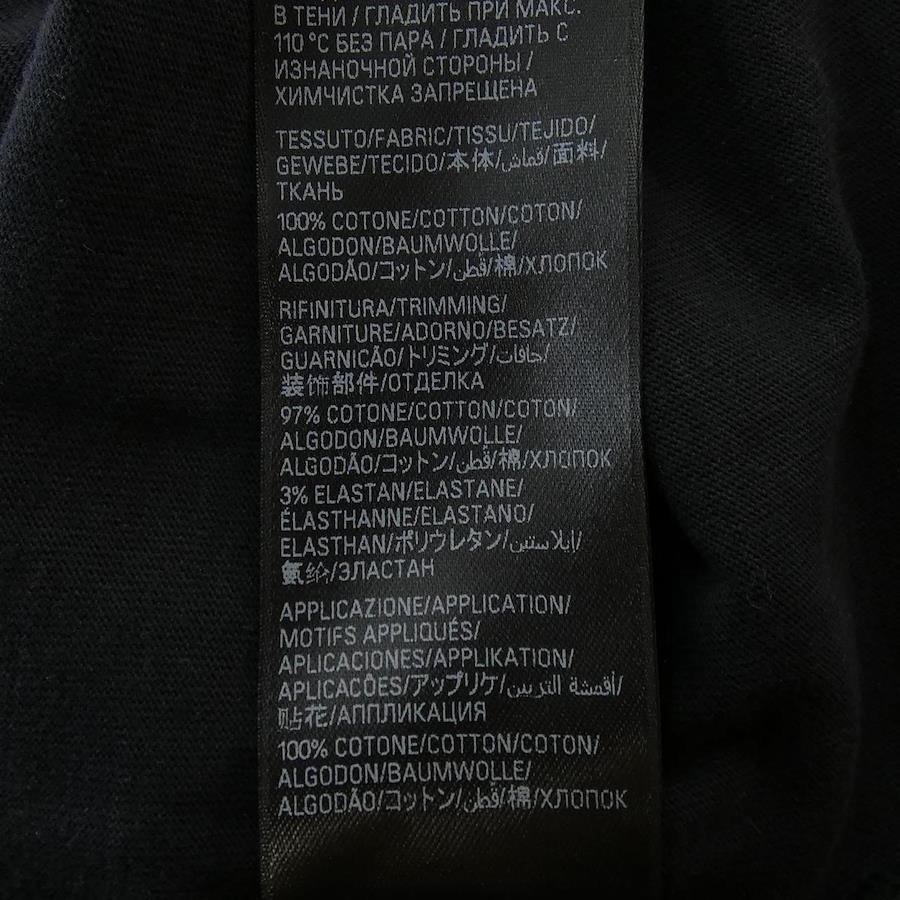 В ТЕНИ / ГЛАДИТЬ ПРИ МАКС.
110 °C БЕЗ ПАРА / ГЛАДИТЬ С
ИЗНАНОЧНОЙ СТОРОНЫ /
ХИМЧИСТКА ЗАПРЕЩЕНА
TESSUTO/FABRIC/TISSU/TEJIDO/
GEWEBE/TECIDO/本体/قماش/面料/
ТКАНЬ
100% COTONE/COTTON/COTON/
ALGODON/BAUMWOLLE/
ALGODÃO/コットン/قطن/棉/ХЛОПОК
RIFINITURA/TRIMMING/
GARNITURE/ADORNO/BESATZ/
GUARNICÃO/トリミング/حافات/
装饰部件/ОТДЕЛКА
97% COTONE/COTTON/COTON/
ALGODON/BAUMWOLLE/
ALGODÃO/コットン/قطن/棉/ХЛОПОК
3% ELASTAN/ELASTANE/
ÉLASTHANNE/ELASTANO/
ELASTHAN/ポリウレタン/إيلاستين/
氨纶/ЭЛАСТАН
APPLICAZIONE/APPLICATION/
MOTIFS APPLIQUÉS/
APLICACIONES/APPLIKATION/
APLICACÕES/アップリケ/أقمشة التزيين/
贴花/АППЛИКАЦИЯ
100% COTONE/COTTON/COTON/
ALGODON/BAUMWOLLE/
ALGODÃO/コットン/قطن/棉/ХЛОПОК